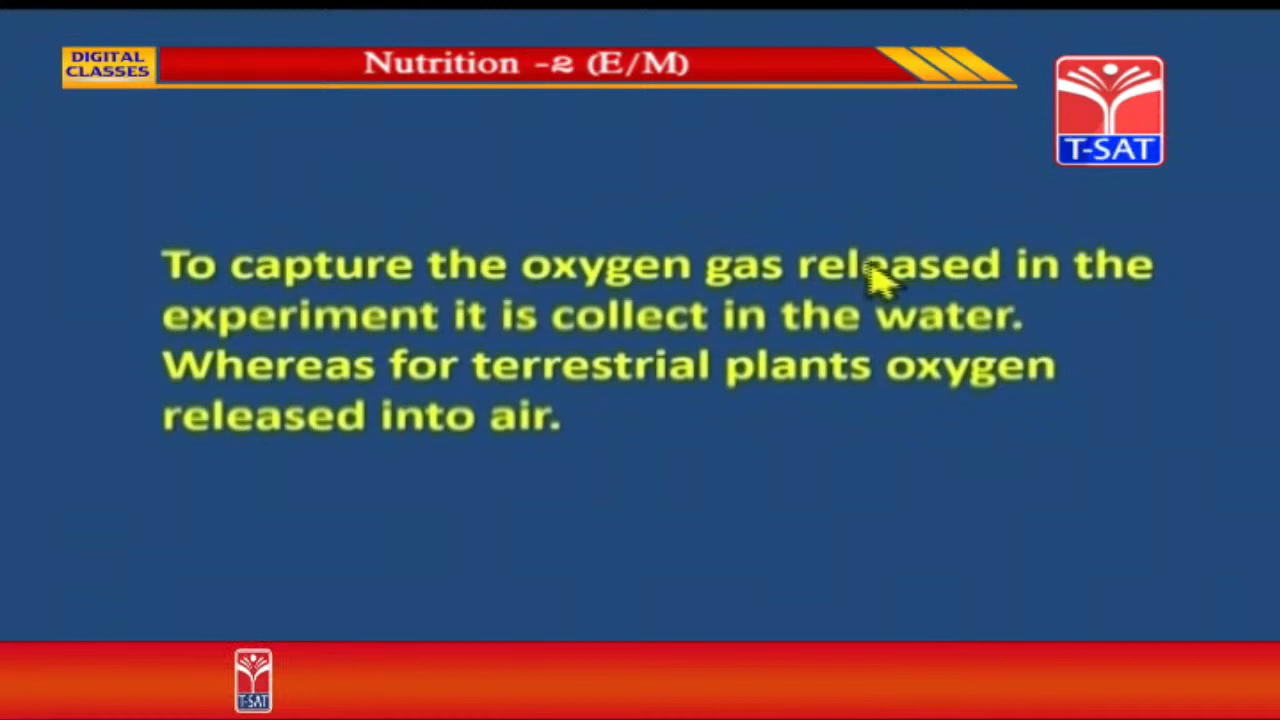 DIGITAL
CLASSES
Nutrition -2 (E/M)
T-SAT
To capture the oxygen gas released in the
experiment it is collect in the water.
Whereas for terrestrial plants oxygen
released into air.
T-SAT